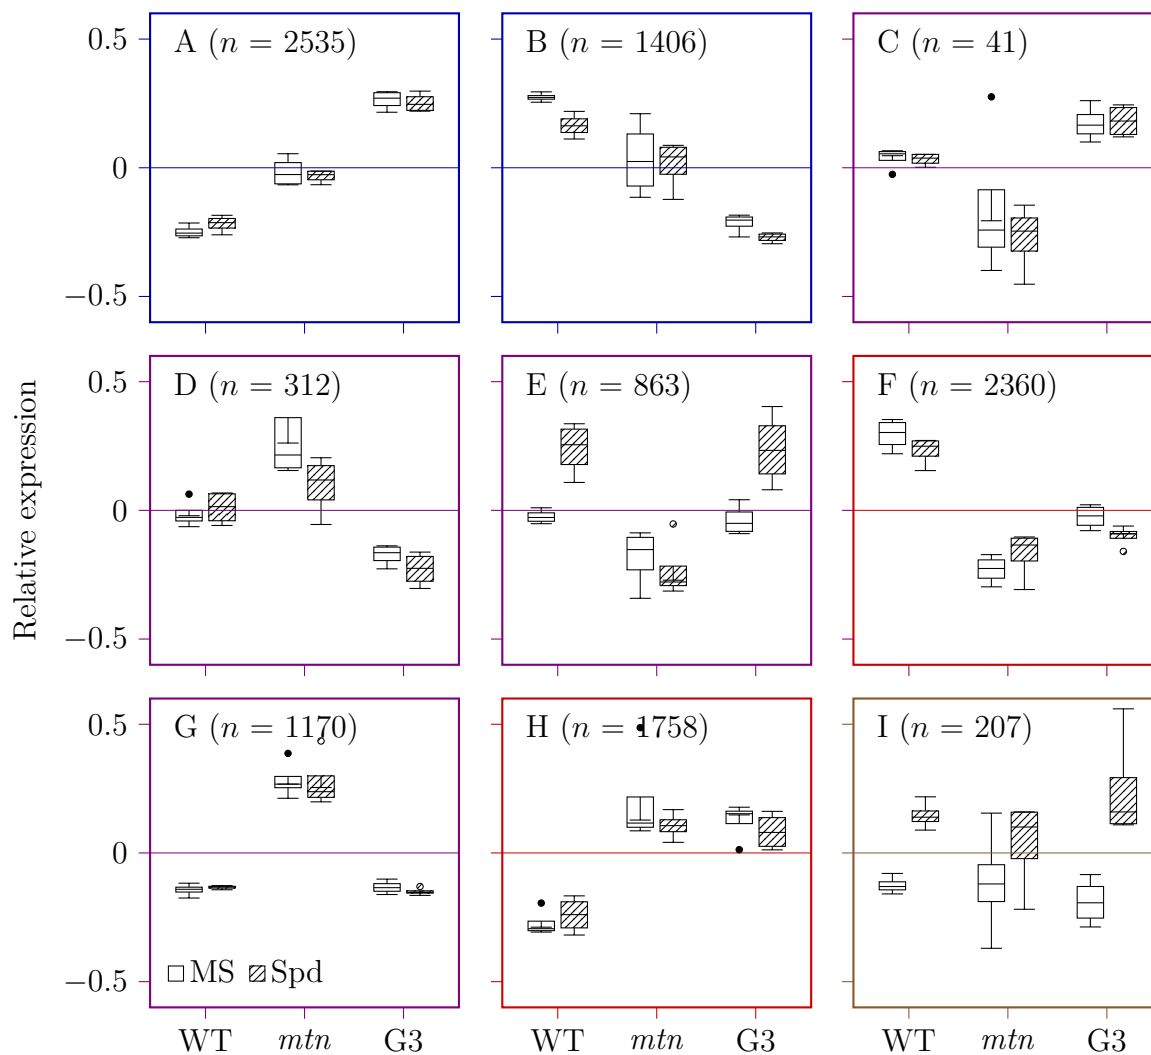 0.5
0
−0.5
A (n = 2535)
B (n = 1406)
C (n = 41)
Relative expression
0.5
0
−0.5
D (n = 312)
E (n = 863)
F (n = 2360)
0.5
0
−0.5
G (n = 1170)
H (n = 1758)
I (n = 207)
MS Spd
WT mtn G3
WT mtn G3
WT mtn G3